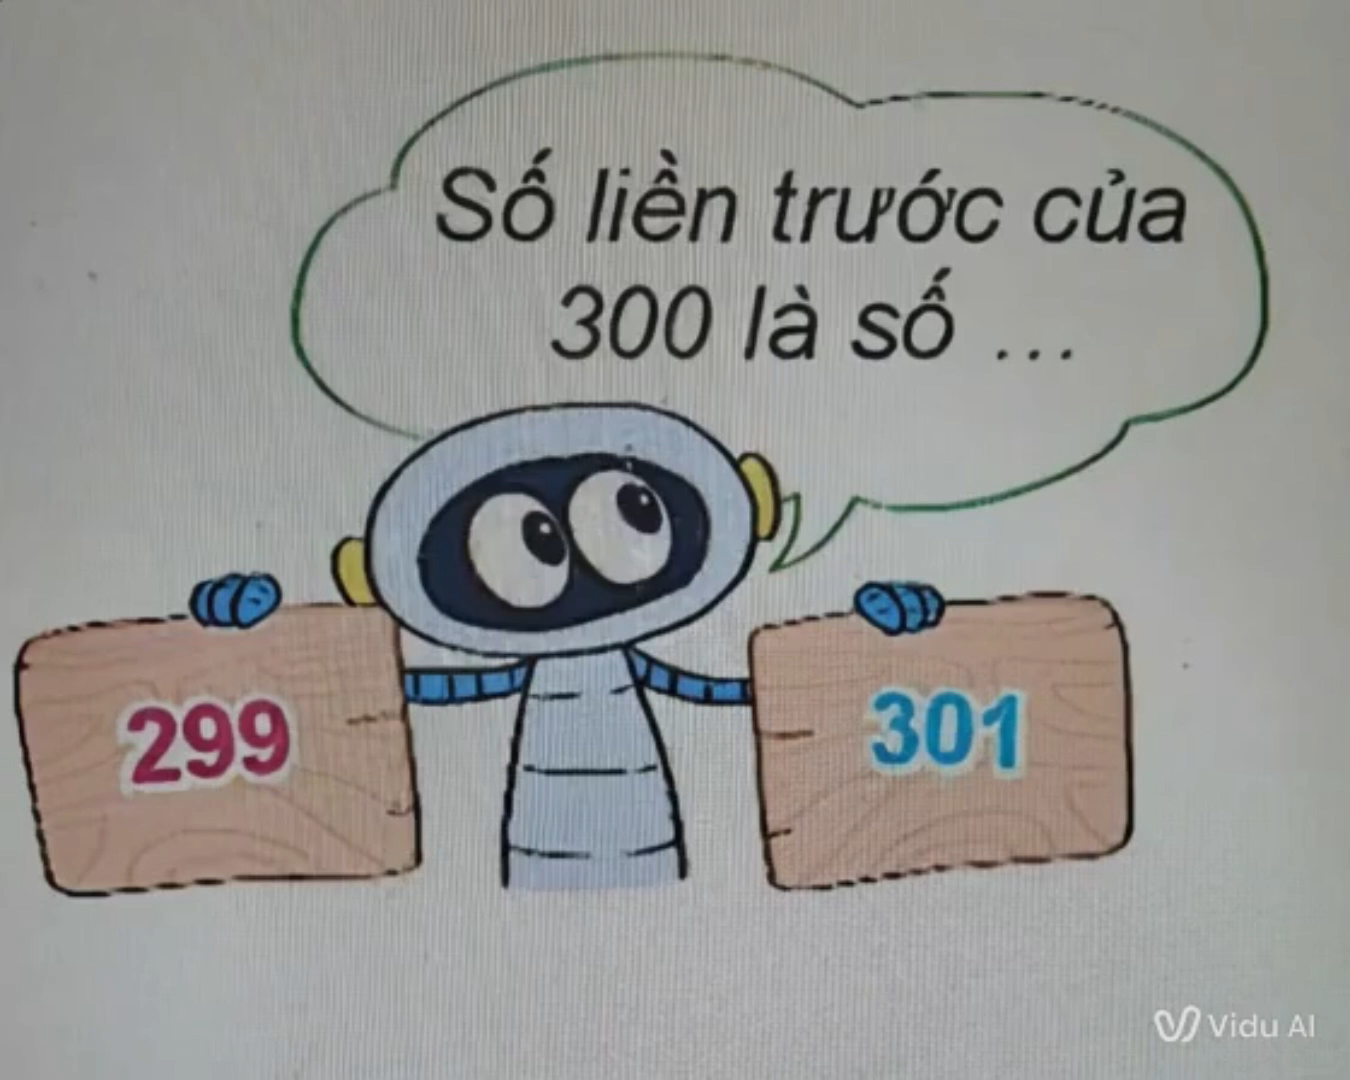 Số liền trước của
300 là số ...
299
301
Vidu AI